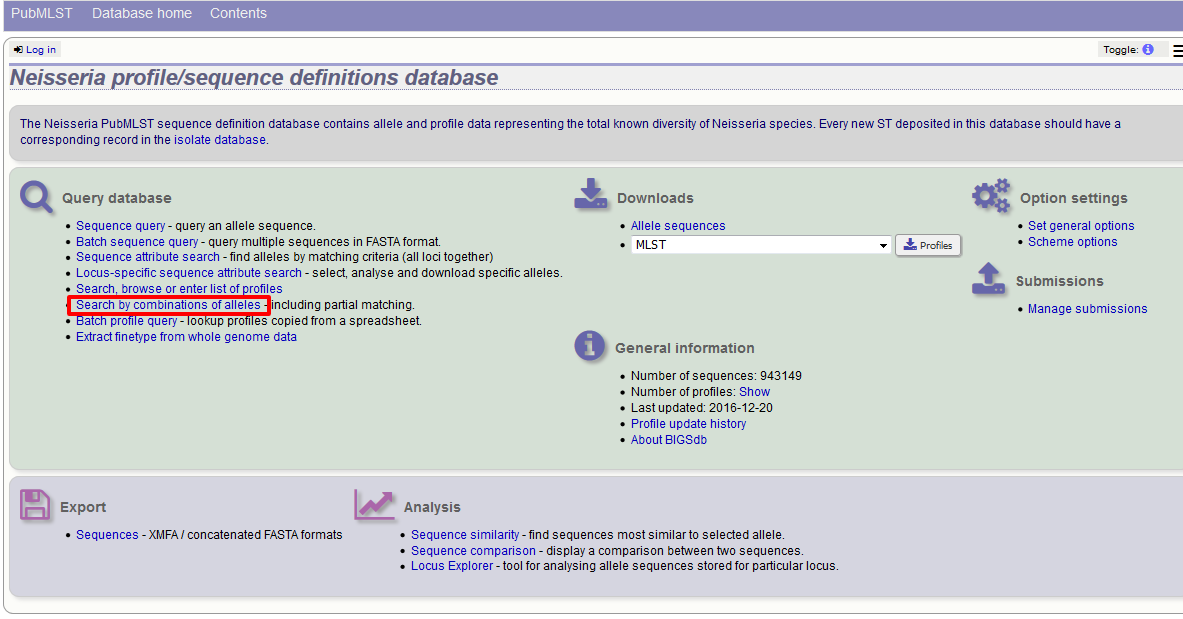 PubMLST Database home Contents
Log in Toggle:
Neisseria profile/sequence definitions database
The Neisseria PubMLST sequence definition database contains allele and profile data representing the total known diversity of Neisseria species. Every new ST deposited in this database should have a
corresponding record in the isolate database.
Query database
Sequence query - query an allele sequence.
Batch sequence query - query multiple sequences in FASTA format.
Sequence attribute search - find alleles by matching criteria (all loci together)
Locus-specific sequence attribute search - select, analyse and download specific alleles.
Search, browse or enter list of profiles
Search by combinations of alleles - including partial matching.
Batch profile query - lookup profiles copied from a spreadsheet.
Extract finetype from whole genome data
Downloads
Allele sequences
MLST Profiles
General information
Number of sequences: 943149
Number of profiles: Show
Last updated: 2016-12-20
Profile update history
About BIGSdb
Option settings
Set general options
Scheme options
Submissions
Manage submissions
Export
Sequences - XMFA / concatenated FASTA formats
Analysis
Sequence similarity - find sequences most similar to selected allele.
Sequence comparison - display a comparison between two sequences.
Locus Explorer - tool for analysing allele sequences stored for particular locus.